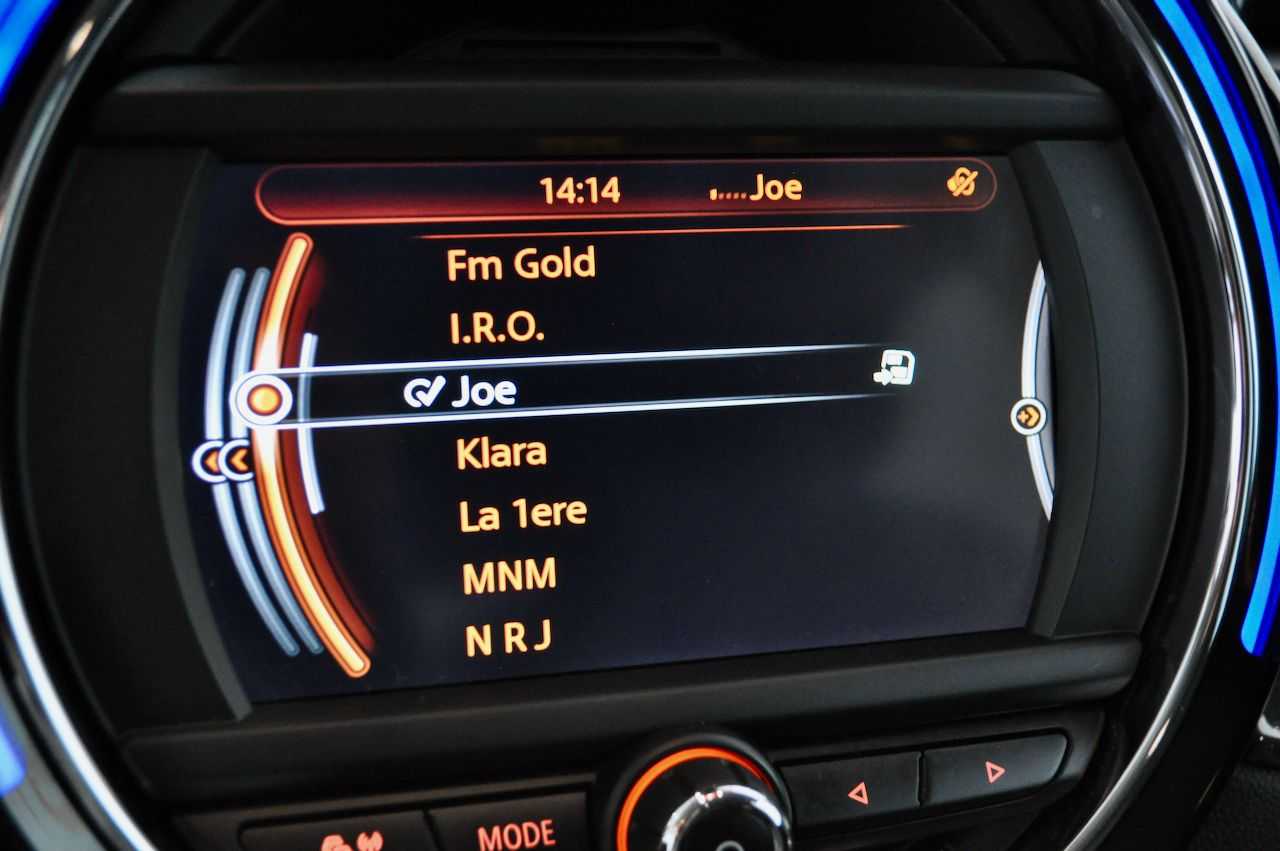 14:14 .....Joe
Fm Gold
I.R.O.
Joe
Klara
La 1ere
MNM
N R J
MODE